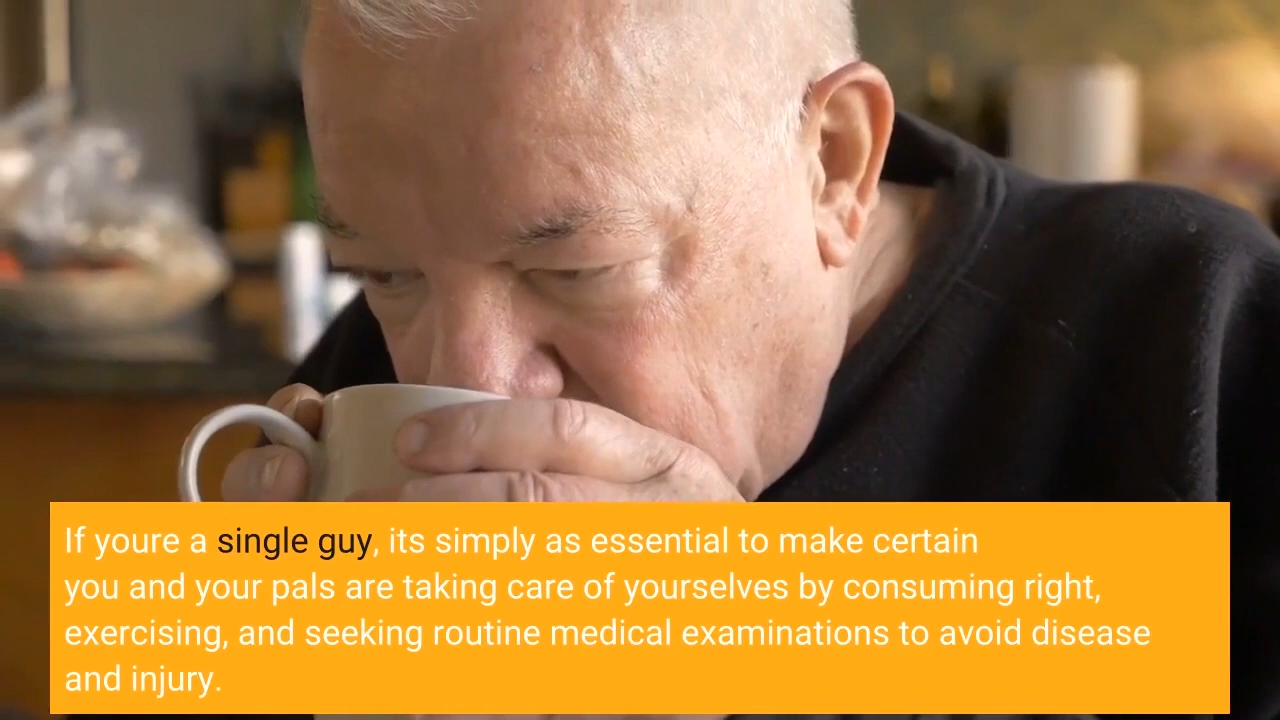 If youre a single guy, its simply as essential to make certain
you and your pals are taking care of yourselves by consuming right,
exercising, and seeking routine medical examinations to avoid disease
and injury.